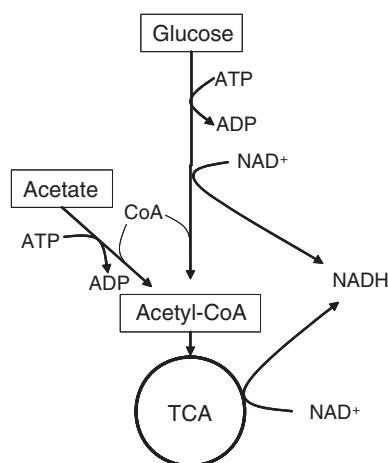 Glucose
ATP
ADP
NAD+
Acetate
CoA
ATP
ADP
NADH
Acetyl-CoA
TCA
NAD+